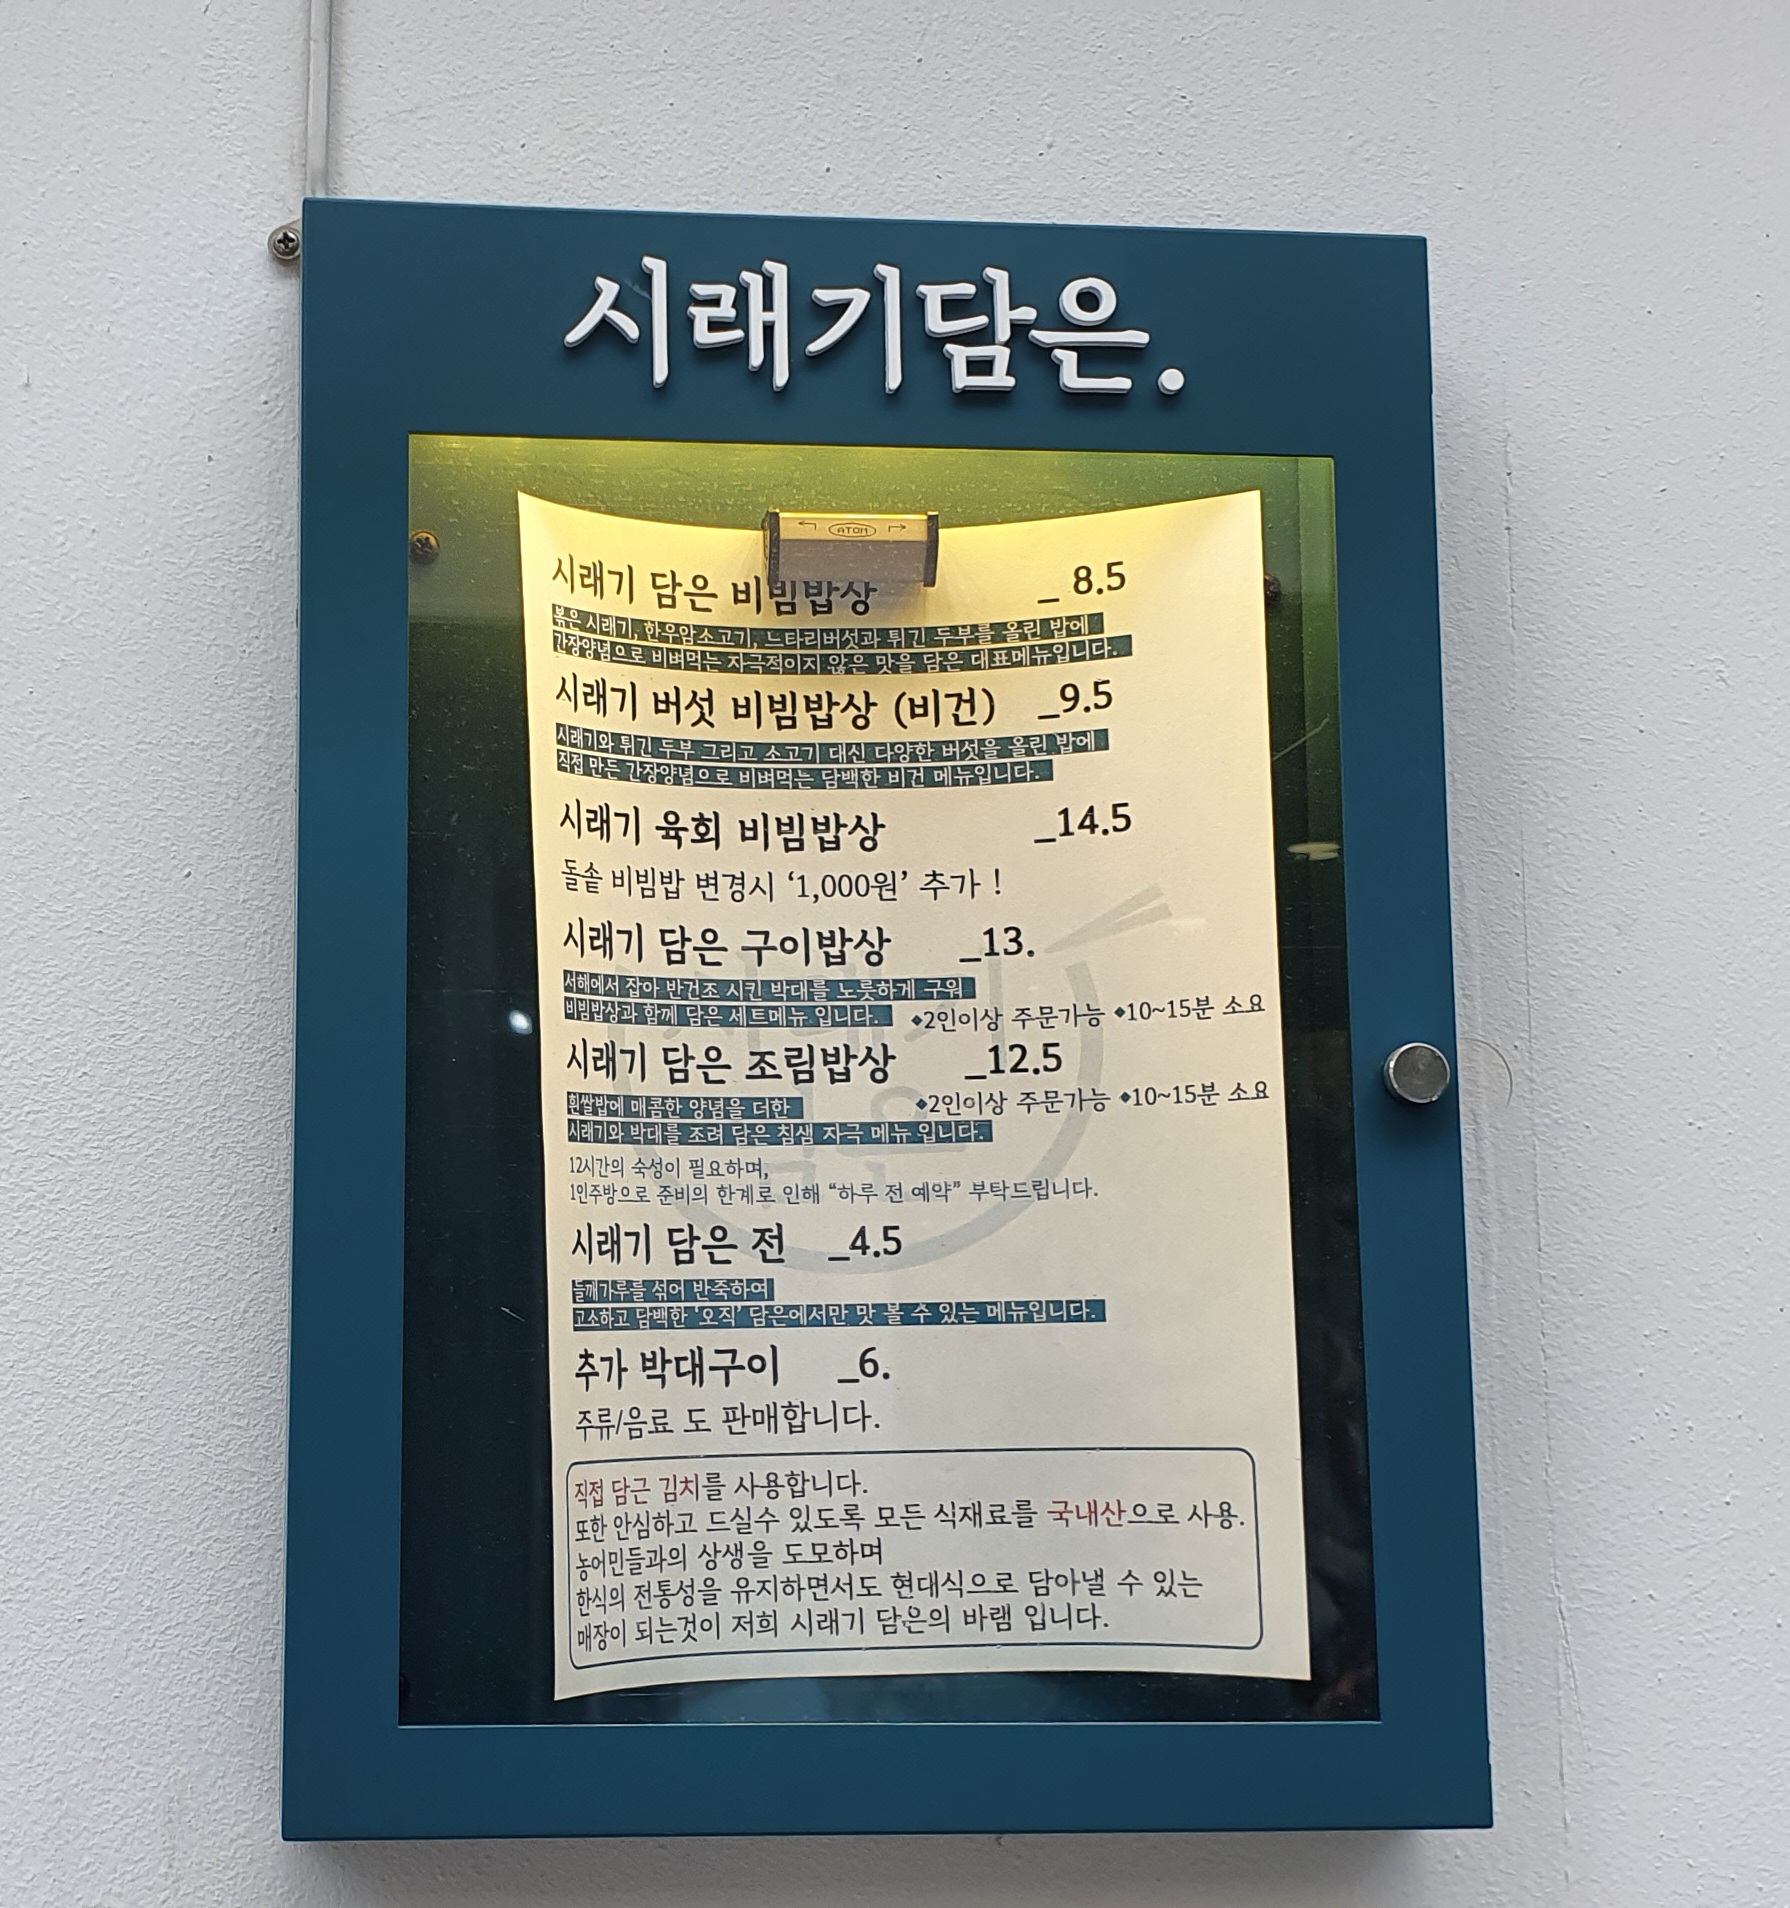 시래기담은.
ATOM
시래기 담은 비빔밥상 _ 8.5
볶은 시래기, 한우암소고기, 느타리버섯과 튀긴 두부를 올린 밥에
간장양념으로 비벼먹는 자극적이지 않은 맛을 담은 대표메뉴입니다.
시래기 버섯 비빔밥상 (비건) _9.5
시래기와 튀긴 두부 그리고 소고기 대신 다양한 버섯을 올린 밥에
직접 만든 간장양념으로 비벼먹는 담백한 비건 메뉴입니다.
시래기 육회 비빔밥상 _14.5
돌솥 비빔밥 변경시 ‘1,000원’ 추가 !
시래기 담은 구이밥상 _13.
서해에서 잡아 반건조 시킨 박대를 노릇하게 구워
비빔밥상과 함께 담은 세트메뉴 입니다. ◆2인이상 주문가능 ◆10~15분 소요
시래기 담은 조림밥상 _12.5
흰쌀밥에 매콤한 양념을 더한 ◆2인이상 주문가능 ◆10~15분 소요
시래기와 박대를 조려 담은 침샘 자극 메뉴 입니다.
12시간의 숙성이 필요하며,
1인주방으로 준비의 한계로 인해 “하루 전 예약” 부탁드립니다.
시래기 담은 전 _4.5
들깨가루를 섞어 반죽하여
고소하고 담백한 ‘오직’ 담은에서만 맛 볼 수 있는 메뉴입니다.
추가 박대구이 _6.
주류/음료 도 판매합니다.
직접 담근 김치를 사용합니다.
또한 안심하고 드실수 있도록 모든 식재료를 국내산으로 사용.
농어민들과의 상생을 도모하며
한식의 전통성을 유지하면서도 현대식으로 담아낼 수 있는
매장이 되는것이 저희 시래기 담은의 바램 입니다.